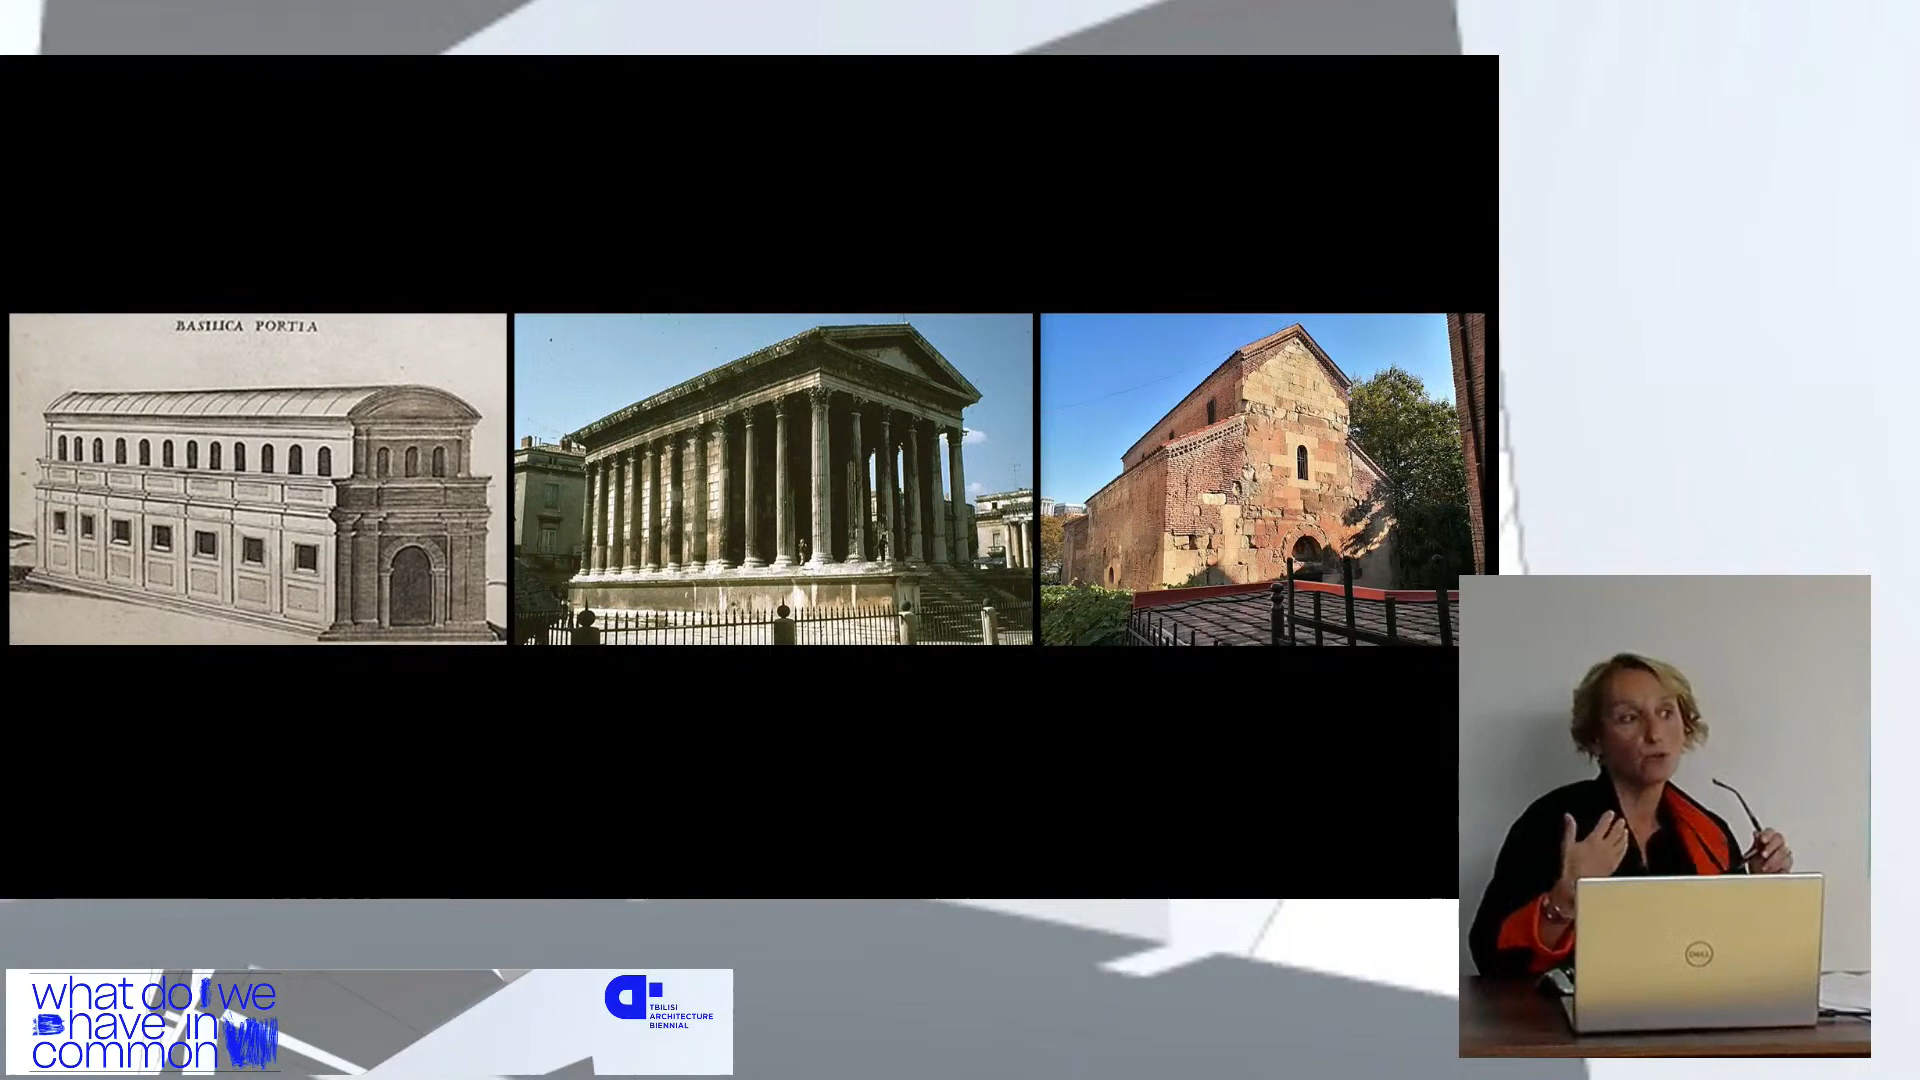 BASILICA PORTIA
what do we
have in
common
TBILISI
ARCHITECTURE
BIENNIAL
DELL